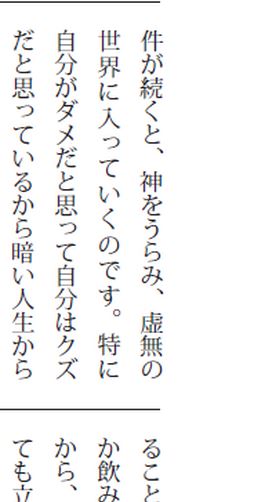 件が続くと、神をうらみ、虚無の
世界に入っていくのです。特に
自分がダメだと思って自分はクズ
だと思っているから暗い人生から
ること
か飲み
から、
ても立